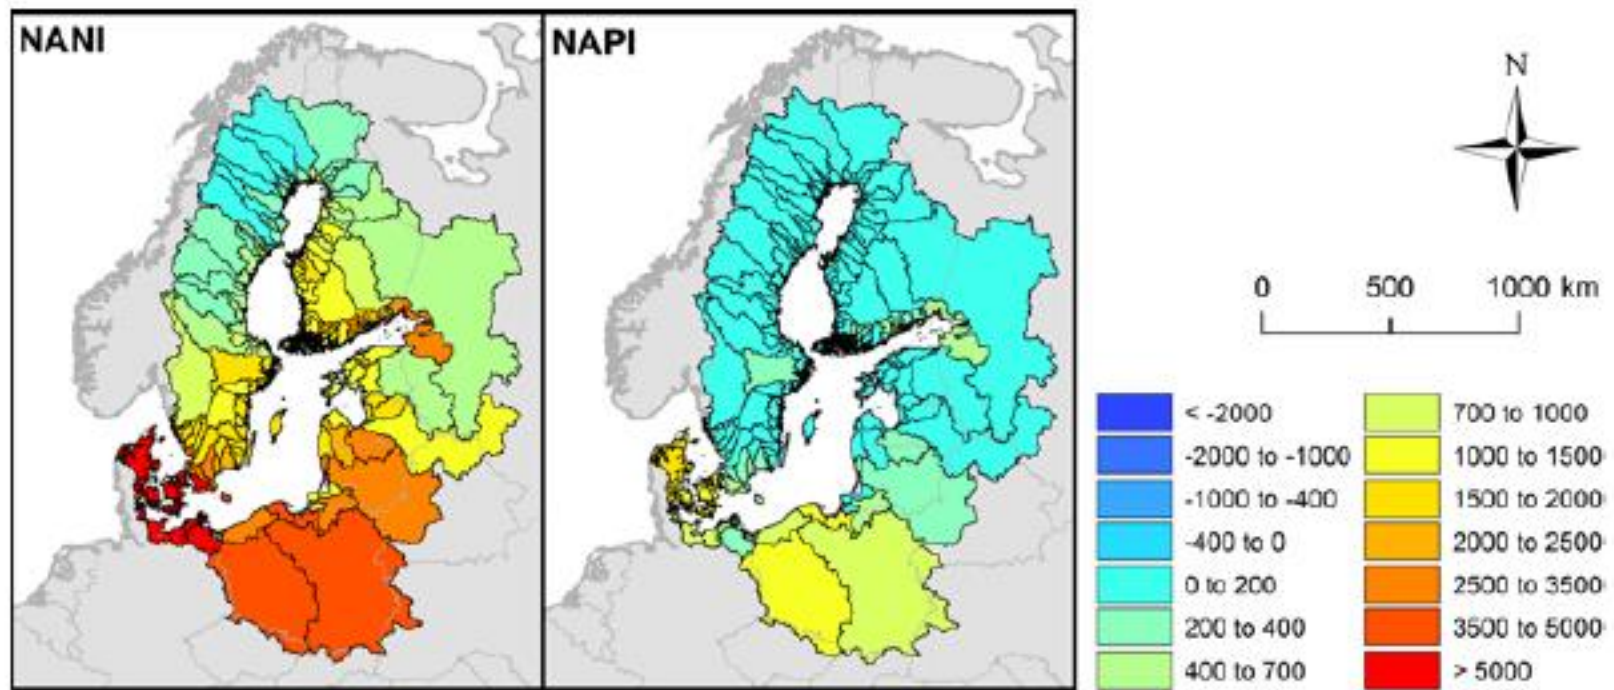 NANI
NAPI
N
0 500 1000 km
< -2000
-2000 to -1000
-1000 to -400
-400 to 0
0 to 200
200 to 400
400 to 700
700 to 1000
1000 to 1500
1500 to 2000
2000 to 2500
2500 to 3500
3500 to 5000
> 5000